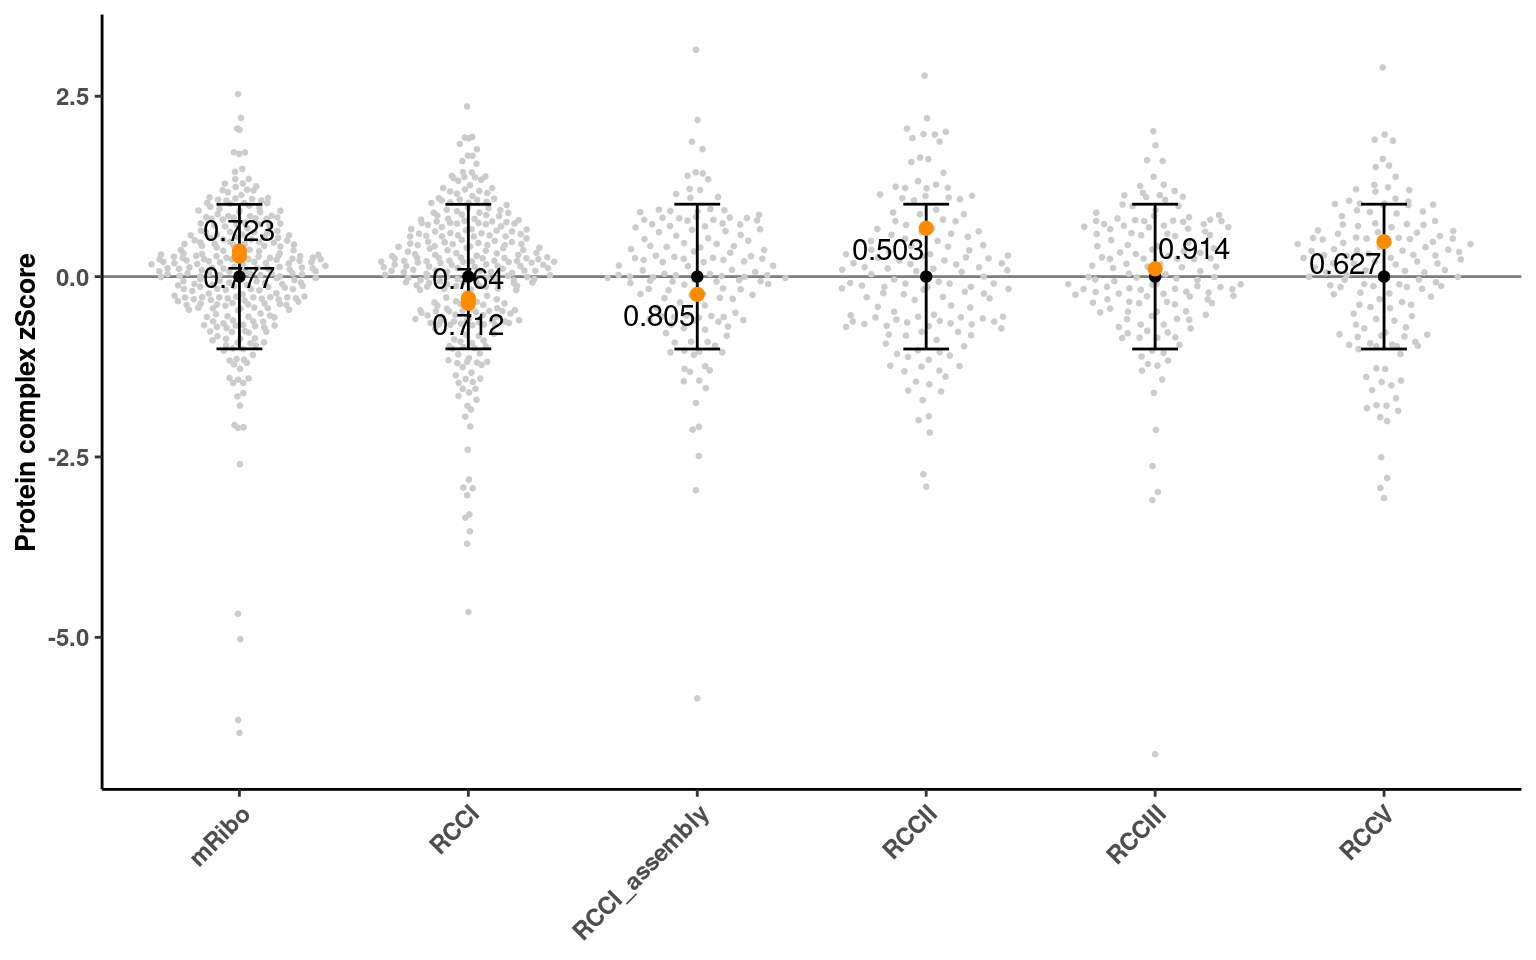 Protein complex zScore
2.5
0.0
-2.5
-5.0
0.723
0.777
0.764
0.712
0.805
0.503
0.914
0.627
mRibo
RCCI
RCCI_assembly
RCCII
RCCIII
RCCV